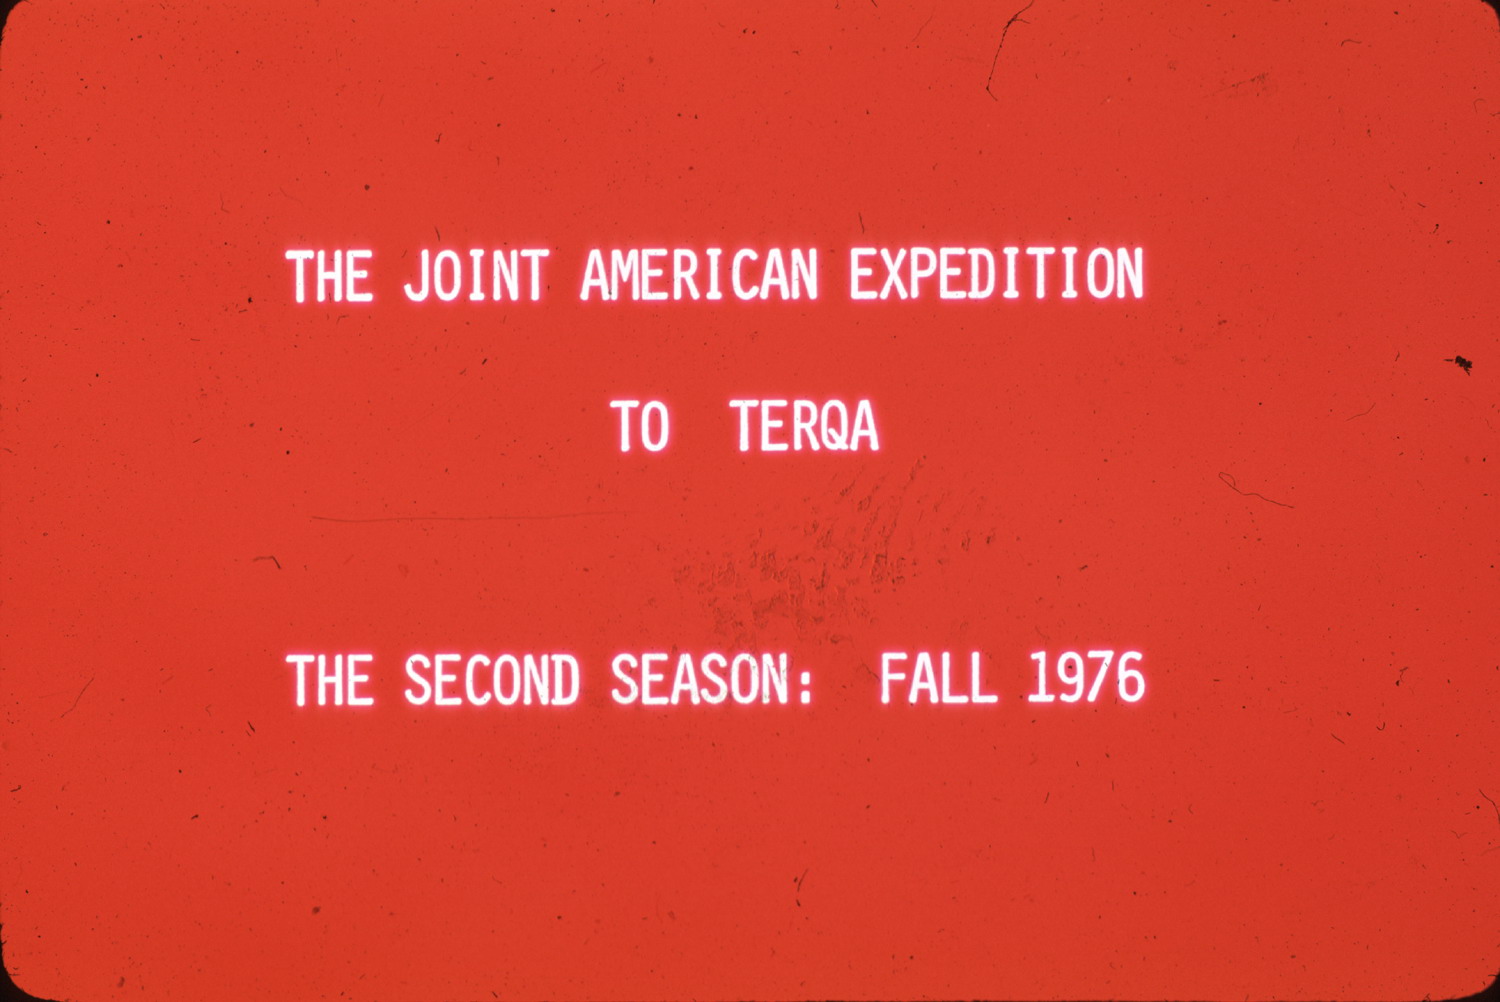 THE JOINT AMERICAN EXPEDITION
TO TERQA
THE SECOND SEASON: FALL 1976